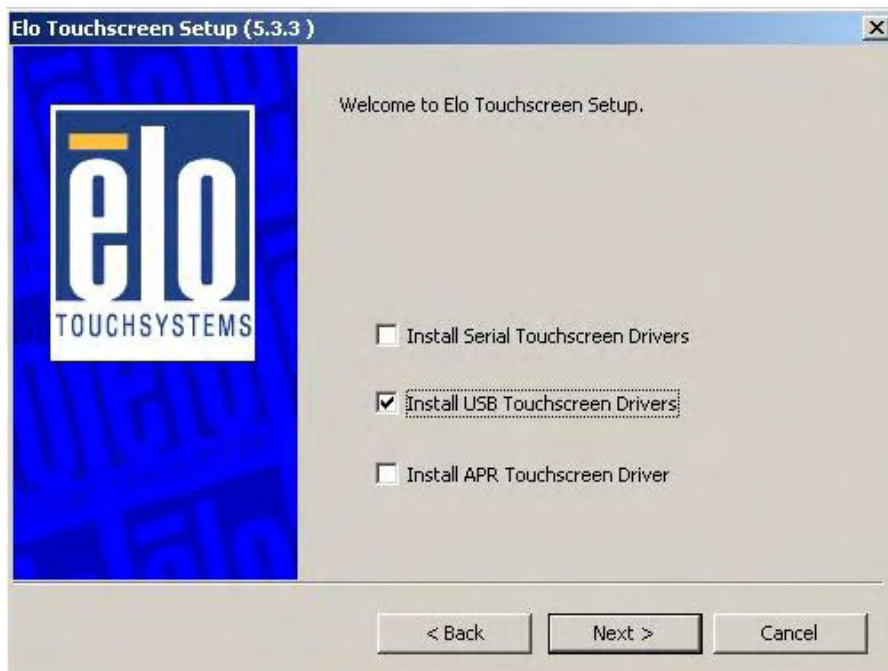 Elo Touchscreen Setup (5.3.3 )
Welcome to Elo Touchscreen Setup.
ēlo
TOUCHSYSTEMS
Install Serial Touchscreen Drivers
Install USB Touchscreen Drivers
Install APR Touchscreen Driver
< Back
Next >
Cancel